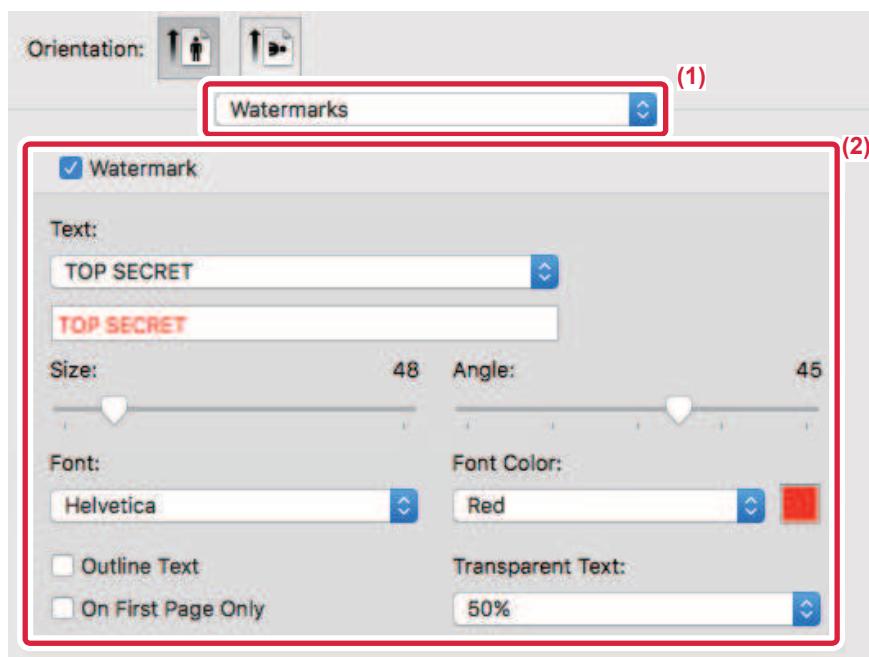 Orientation:
(1)
Watermarks
(2)
Watermark
Text:
TOP SECRET
TOP SECRET
Size: 48 Angle: 45
Font: Font Color:
Helvetica Red
Outline Text Transparent Text:
On First Page Only 50%